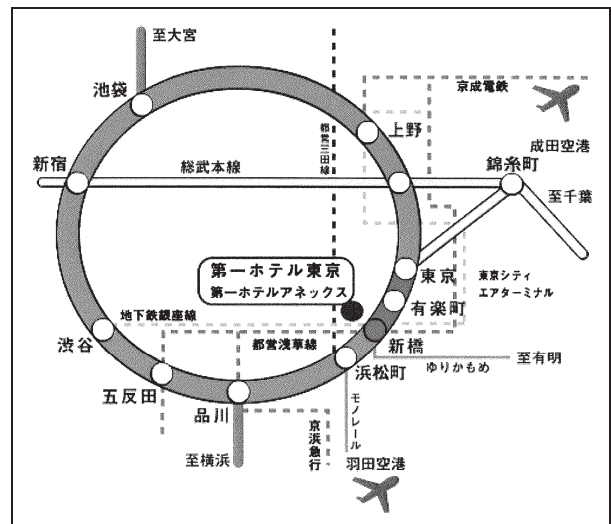 至大宮
池袋
京成電鉄
上野
都営三田線
成田空港
新宿
総武本線
錦糸町
至千葉
第一ホテル東京
第一ホテルアネックス
東京
東京シティ
エアターミナル
有楽町
地下鉄銀座線
渋谷
都営浅草線
新橋
浜松町
ゆりかもめ
至有明
五反田
品川
モノレール
京浜急行
至横浜
羽田空港